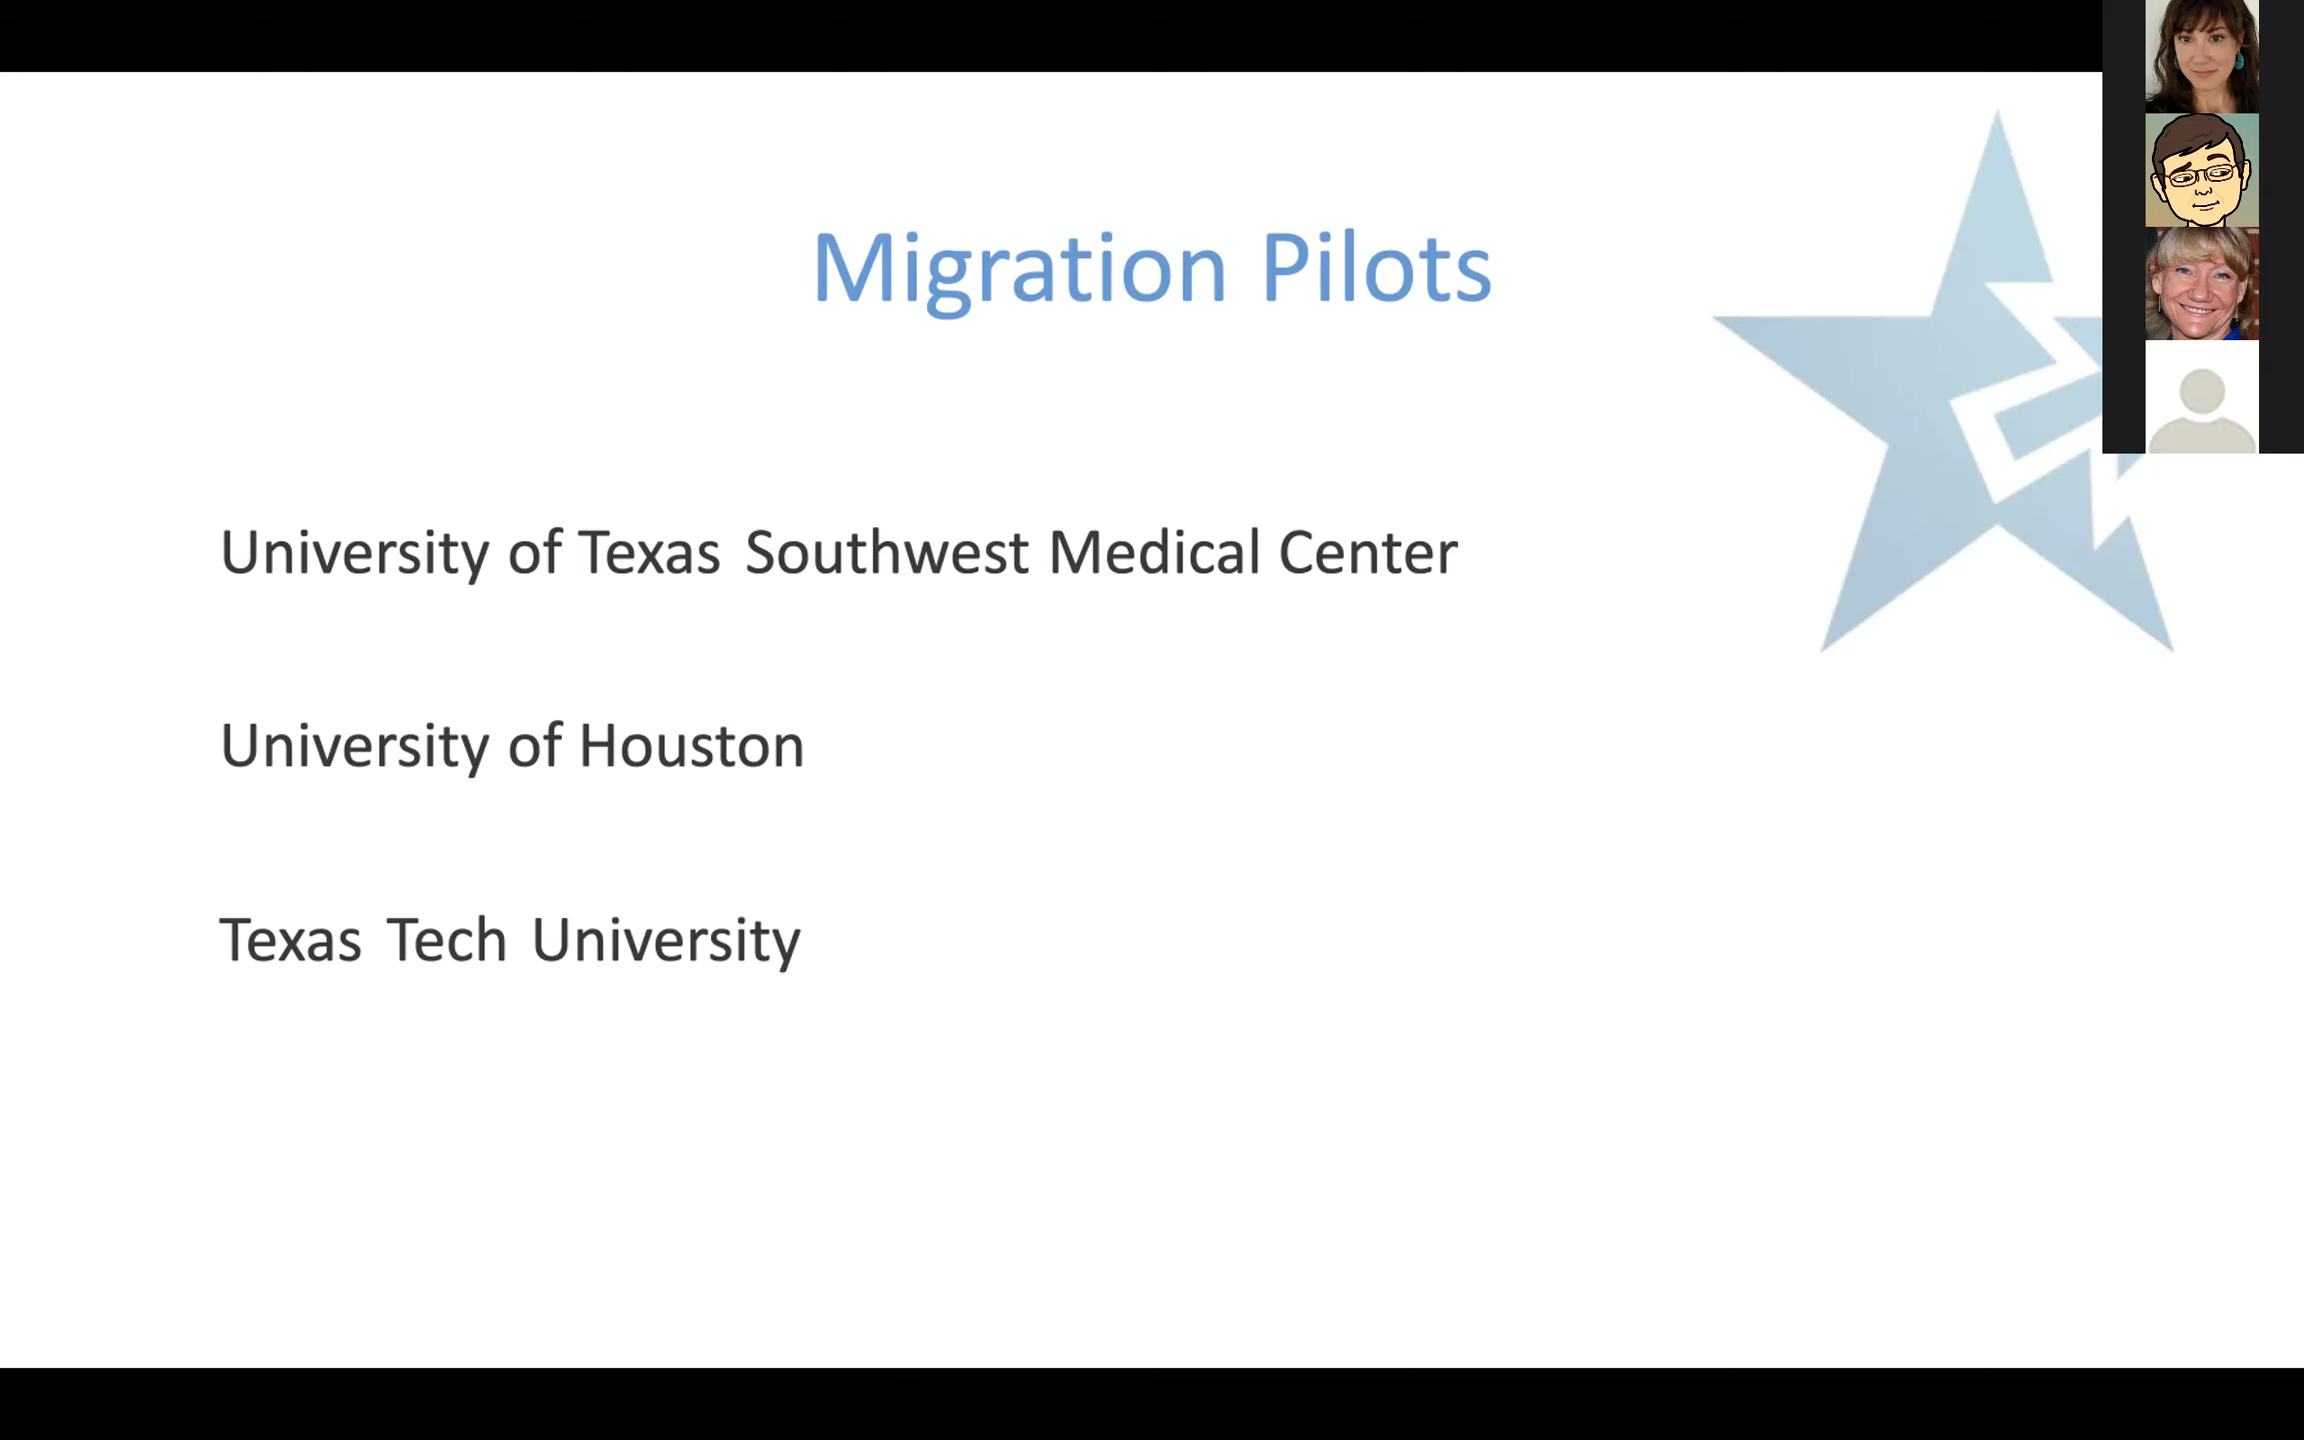 Migration Pilots
University of Texas Southwest Medical Center
University of Houston
Texas Tech University